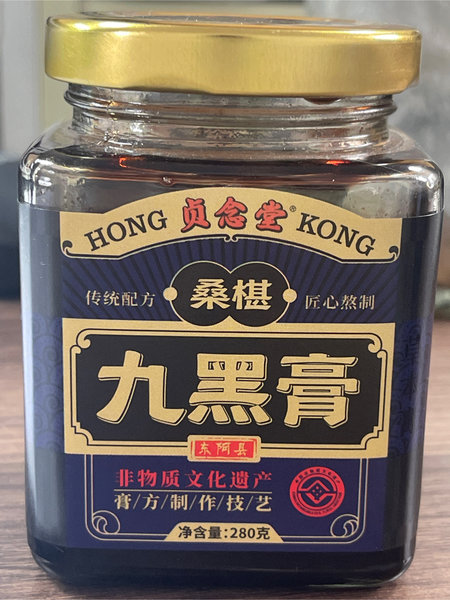 HONG 贞念堂® KONG
传统配方 桑椹 匠心熬制
九黑膏
东阿县
非物质文化遗产
膏/方/制/作/技/艺
净含量:280克